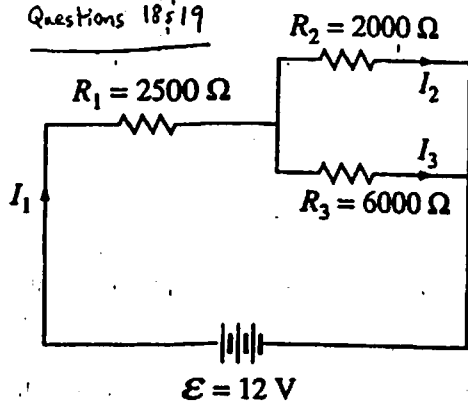 Questions 18 & 19
R₂ = 2000 Ω
R₁ = 2500 Ω
I₂
I₃
I₁
R₃ = 6000 Ω
ℰ = 12 V